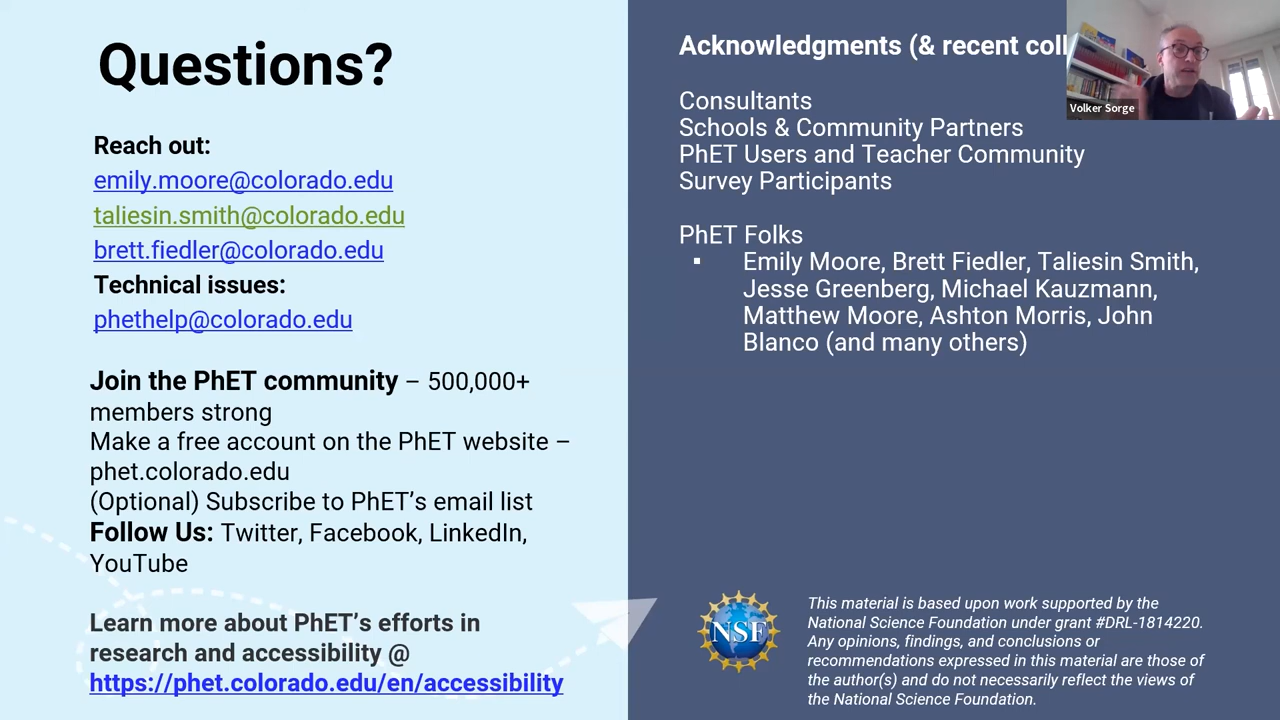 Questions?
Reach out:
emily.moore@colorado.edu
taliesin.smith@colorado.edu
brett.fiedler@colorado.edu
Technical issues:
phethelp@colorado.edu
Join the PhET community – 500,000+
members strong
Make a free account on the PhET website –
phet.colorado.edu
(Optional) Subscribe to PhET’s email list
Follow Us: Twitter, Facebook, LinkedIn,
YouTube
Learn more about PhET’s efforts in
research and accessibility @
https://phet.colorado.edu/en/accessibility
Acknowledgments (& recent coll
Consultants
Schools & Community Partners
PhET Users and Teacher Community
Survey Participants
PhET Folks
▪ Emily Moore, Brett Fiedler, Taliesin Smith,
Jesse Greenberg, Michael Kauzmann,
Matthew Moore, Ashton Morris, John
Blanco (and many others)
NSF
This material is based upon work supported by the
National Science Foundation under grant #DRL-1814220.
Any opinions, findings, and conclusions or
recommendations expressed in this material are those of
the author(s) and do not necessarily reflect the views of
the National Science Foundation.
Volker Sorge